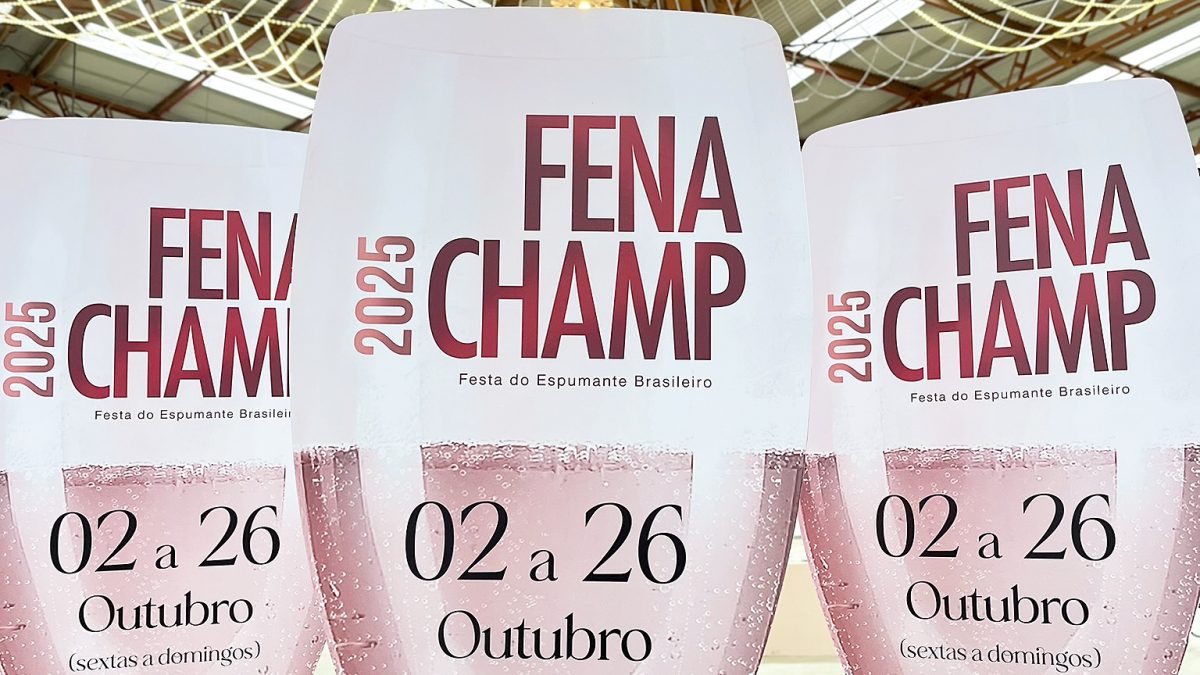 FENA
2025 CHAMP
Festa do Espumante
02 a 26
Outubro
(sextas a domingos)
FENA
2025 CHAMP
Festa do Espumante Brasileiro
02 a 26
Outubro
FENA
2025 CHAMP
Festa do Espumante Brasileiro
02 a 26
Outubro
(sextas a domingos)